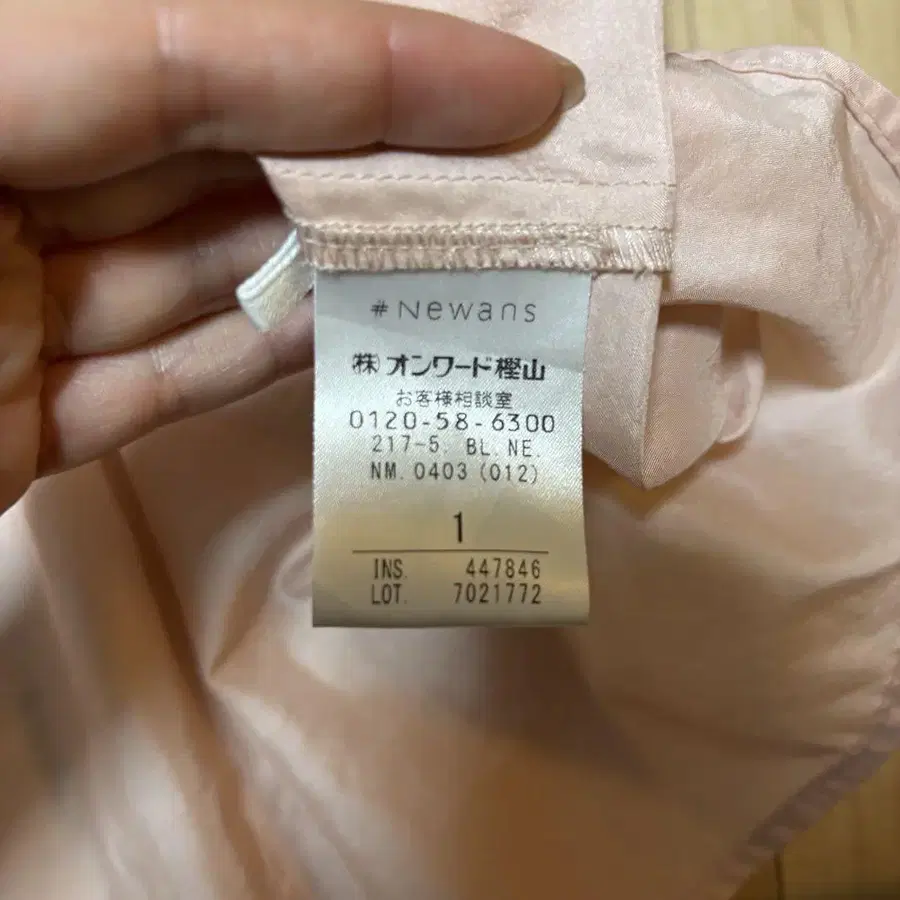 #Newans
㈱オンワード樫山
お客様相談室
0120-58-6300
217-5. BL.NE.
NM.0403(012)
1
INS. 447846
LOT. 7021772